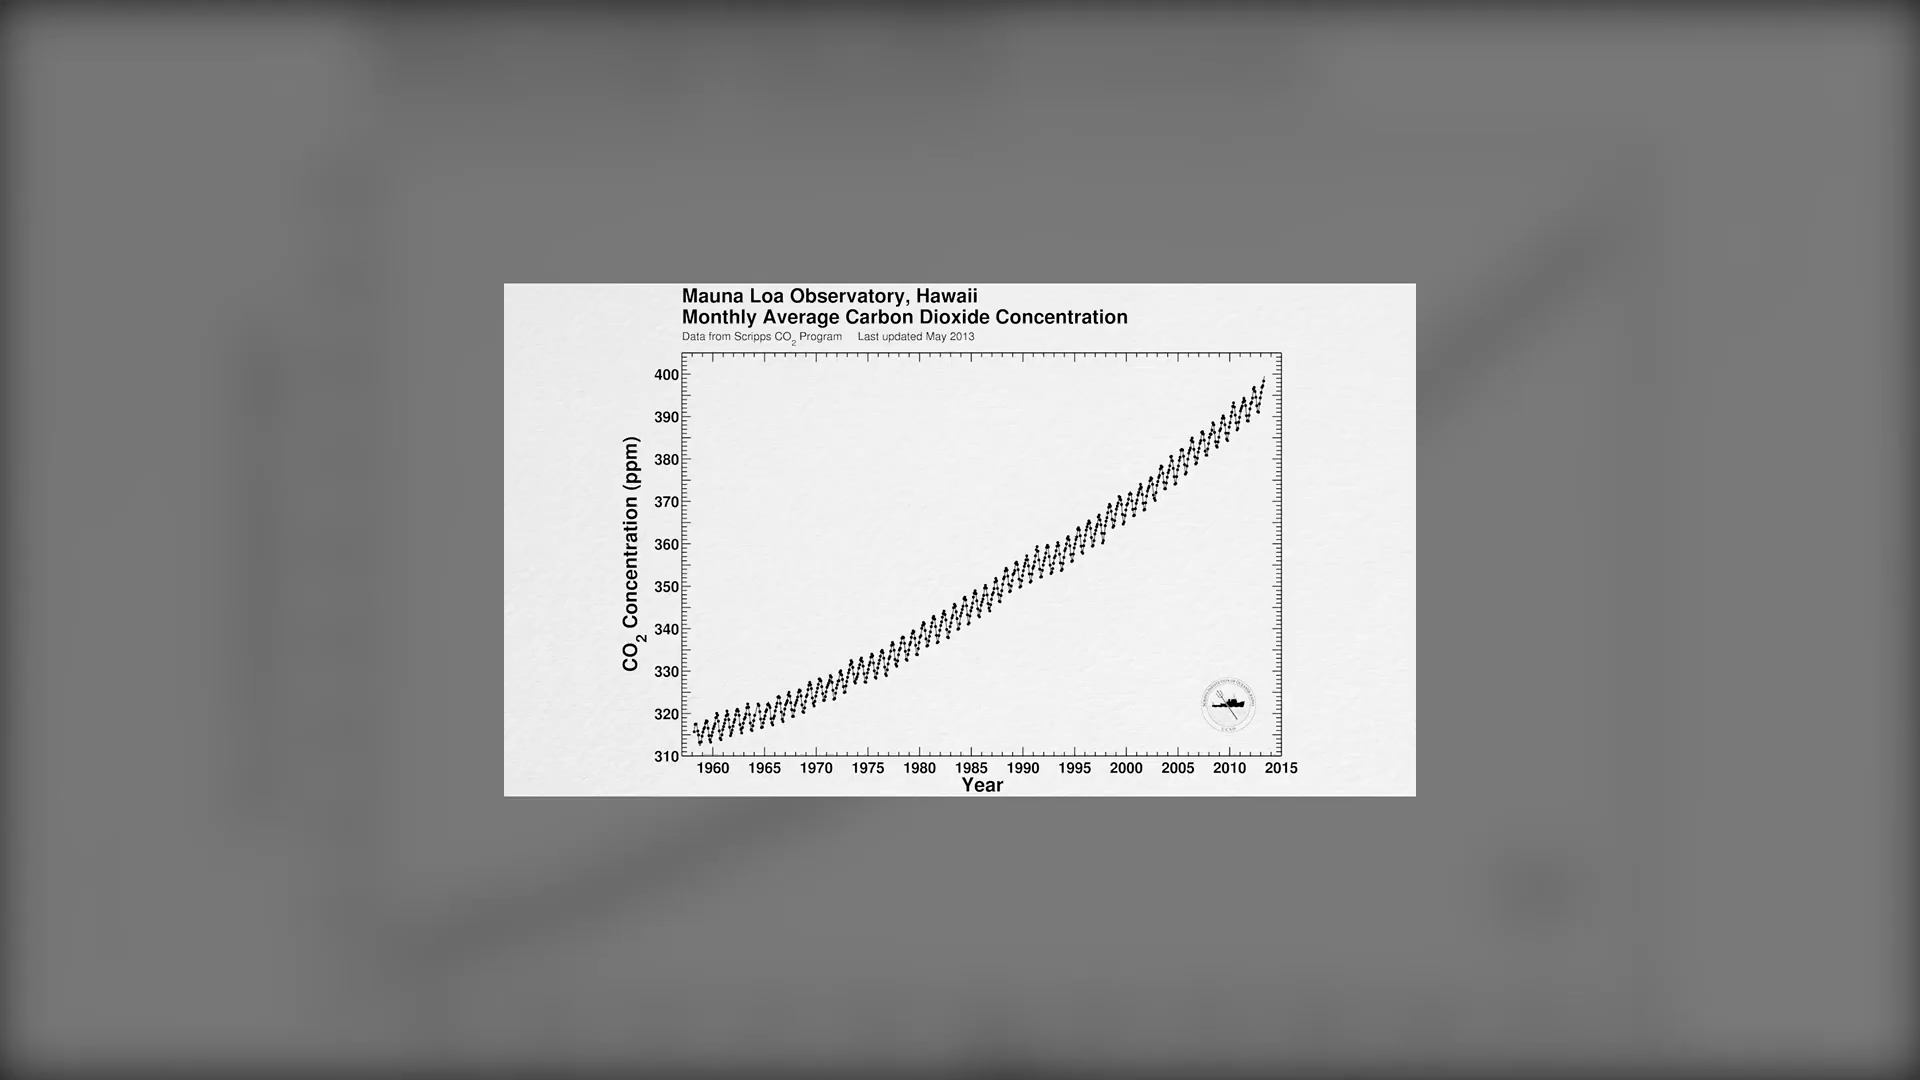 Mauna Loa Observatory, Hawaii
Monthly Average Carbon Dioxide Concentration
Data from Scripps CO2 Program Last updated May 2013
CO2 Concentration (ppm)
400
390
380
370
360
350
340
330
320
310
1960 1965 1970 1975 1980 1985 1990 1995 2000 2005 2010 2015
Year